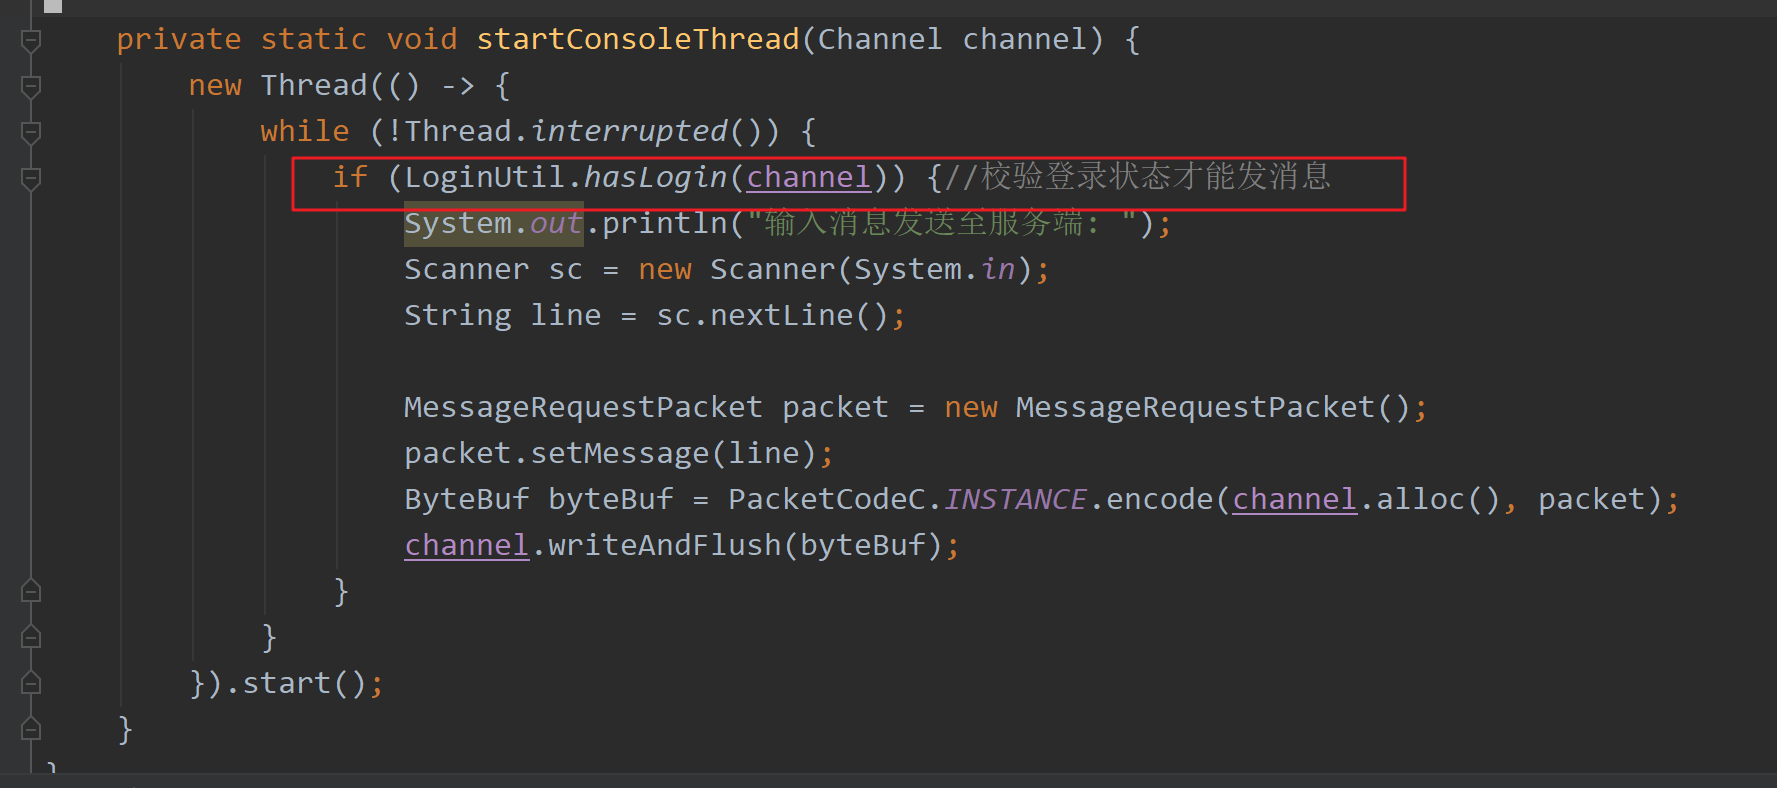 private static void startConsoleThread(Channel channel) {
new Thread(() -> {
while (!Thread.interrupted()) {
if (LoginUtil.hasLogin(channel)) {//校验登录状态才能发消息
System.out.println("输入消息发送至服务端: ");
Scanner sc = new Scanner(System.in);
String line = sc.nextLine();
MessageRequestPacket packet = new MessageRequestPacket();
packet.setMessage(line);
ByteBuf byteBuf = PacketCodeC.INSTANCE.encode(channel.alloc(), packet);
channel.writeAndFlush(byteBuf);
}
}
}).start();
}
}